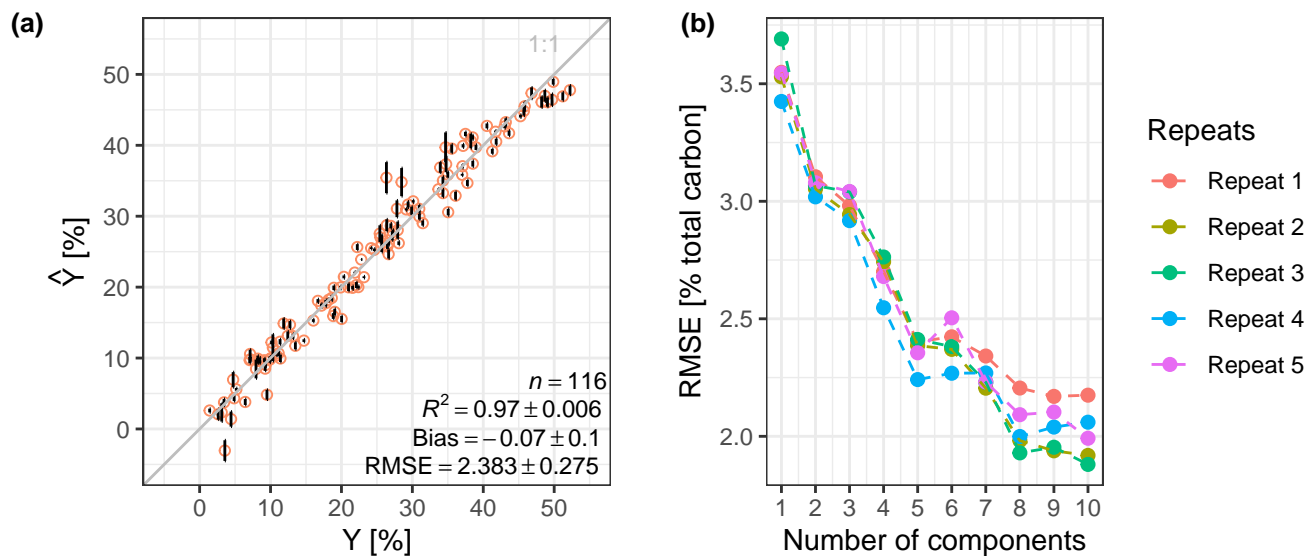 (a)
1:1
50
40
30
20
10
0
Ŷ [%]
n = 116
R² = 0.97 ± 0.006
Bias = −0.07 ± 0.1
RMSE = 2.383 ± 0.275
0 10 20 30 40 50
Y [%]
(b)
3.5
3.0
2.5
2.0
RMSE [% total carbon]
1 2 3 4 5 6 7 8 9 10
Number of components
Repeats
Repeat 1
Repeat 2
Repeat 3
Repeat 4
Repeat 5